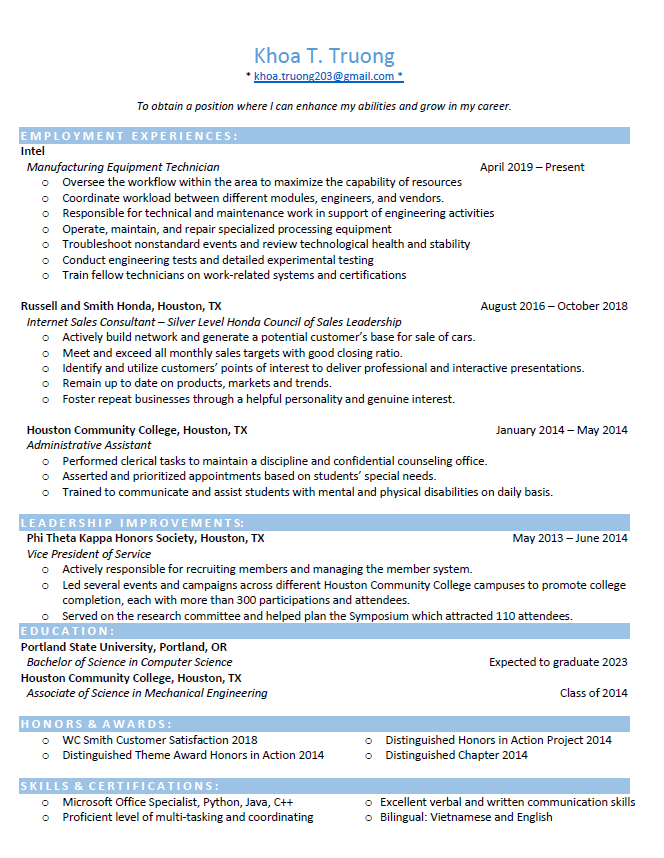 Khoa T. Truong
* khoa.truong203@gmail.com *
To obtain a position where I can enhance my abilities and grow in my career.
EMPLOYMENT EXPERIENCES:
Intel
Manufacturing Equipment Technician April 2019 – Present
o Oversee the workflow within the area to maximize the capability of resources
o Coordinate workload between different modules, engineers, and vendors.
o Responsible for technical and maintenance work in support of engineering activities
o Operate, maintain, and repair specialized processing equipment
o Troubleshoot nonstandard events and review technological health and stability
o Conduct engineering tests and detailed experimental testing
o Train fellow technicians on work-related systems and certifications
Russell and Smith Honda, Houston, TX August 2016 – October 2018
Internet Sales Consultant – Silver Level Honda Council of Sales Leadership
o Actively build network and generate a potential customer's base for sale of cars.
o Meet and exceed all monthly sales targets with good closing ratio.
o Identify and utilize customers' points of interest to deliver professional and interactive presentations.
o Remain up to date on products, markets and trends.
o Foster repeat businesses through a helpful personality and genuine interest.
Houston Community College, Houston, TX January 2014 – May 2014
Administrative Assistant
o Performed clerical tasks to maintain a discipline and confidential counseling office.
o Asserted and prioritized appointments based on students' special needs.
o Trained to communicate and assist students with mental and physical disabilities on daily basis.
LEADERSHIP IMPROVEMENTS:
Phi Theta Kappa Honors Society, Houston, TX May 2013 – June 2014
Vice President of Service
o Actively responsible for recruiting members and managing the member system.
o Led several events and campaigns across different Houston Community College campuses to promote college
completion, each with more than 300 participations and attendees.
o Served on the research committee and helped plan the Symposium which attracted 110 attendees.
EDUCATION:
Portland State University, Portland, OR
Bachelor of Science in Computer Science Expected to graduate 2023
Houston Community College, Houston, TX
Associate of Science in Mechanical Engineering Class of 2014
HONORS & AWARDS:
o WC Smith Customer Satisfaction 2018 o Distinguished Honors in Action Project 2014
o Distinguished Theme Award Honors in Action 2014 o Distinguished Chapter 2014
SKILLS & CERTIFICATIONS:
o Microsoft Office Specialist, Python, Java, C++ o Excellent verbal and written communication skills
o Proficient level of multi-tasking and coordinating o Bilingual: Vietnamese and English